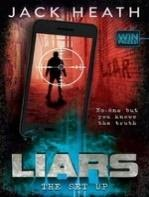 JACK HEATH
WIN
LIAR
No-one but
you knows
the truth
LIARS
THE SET UP